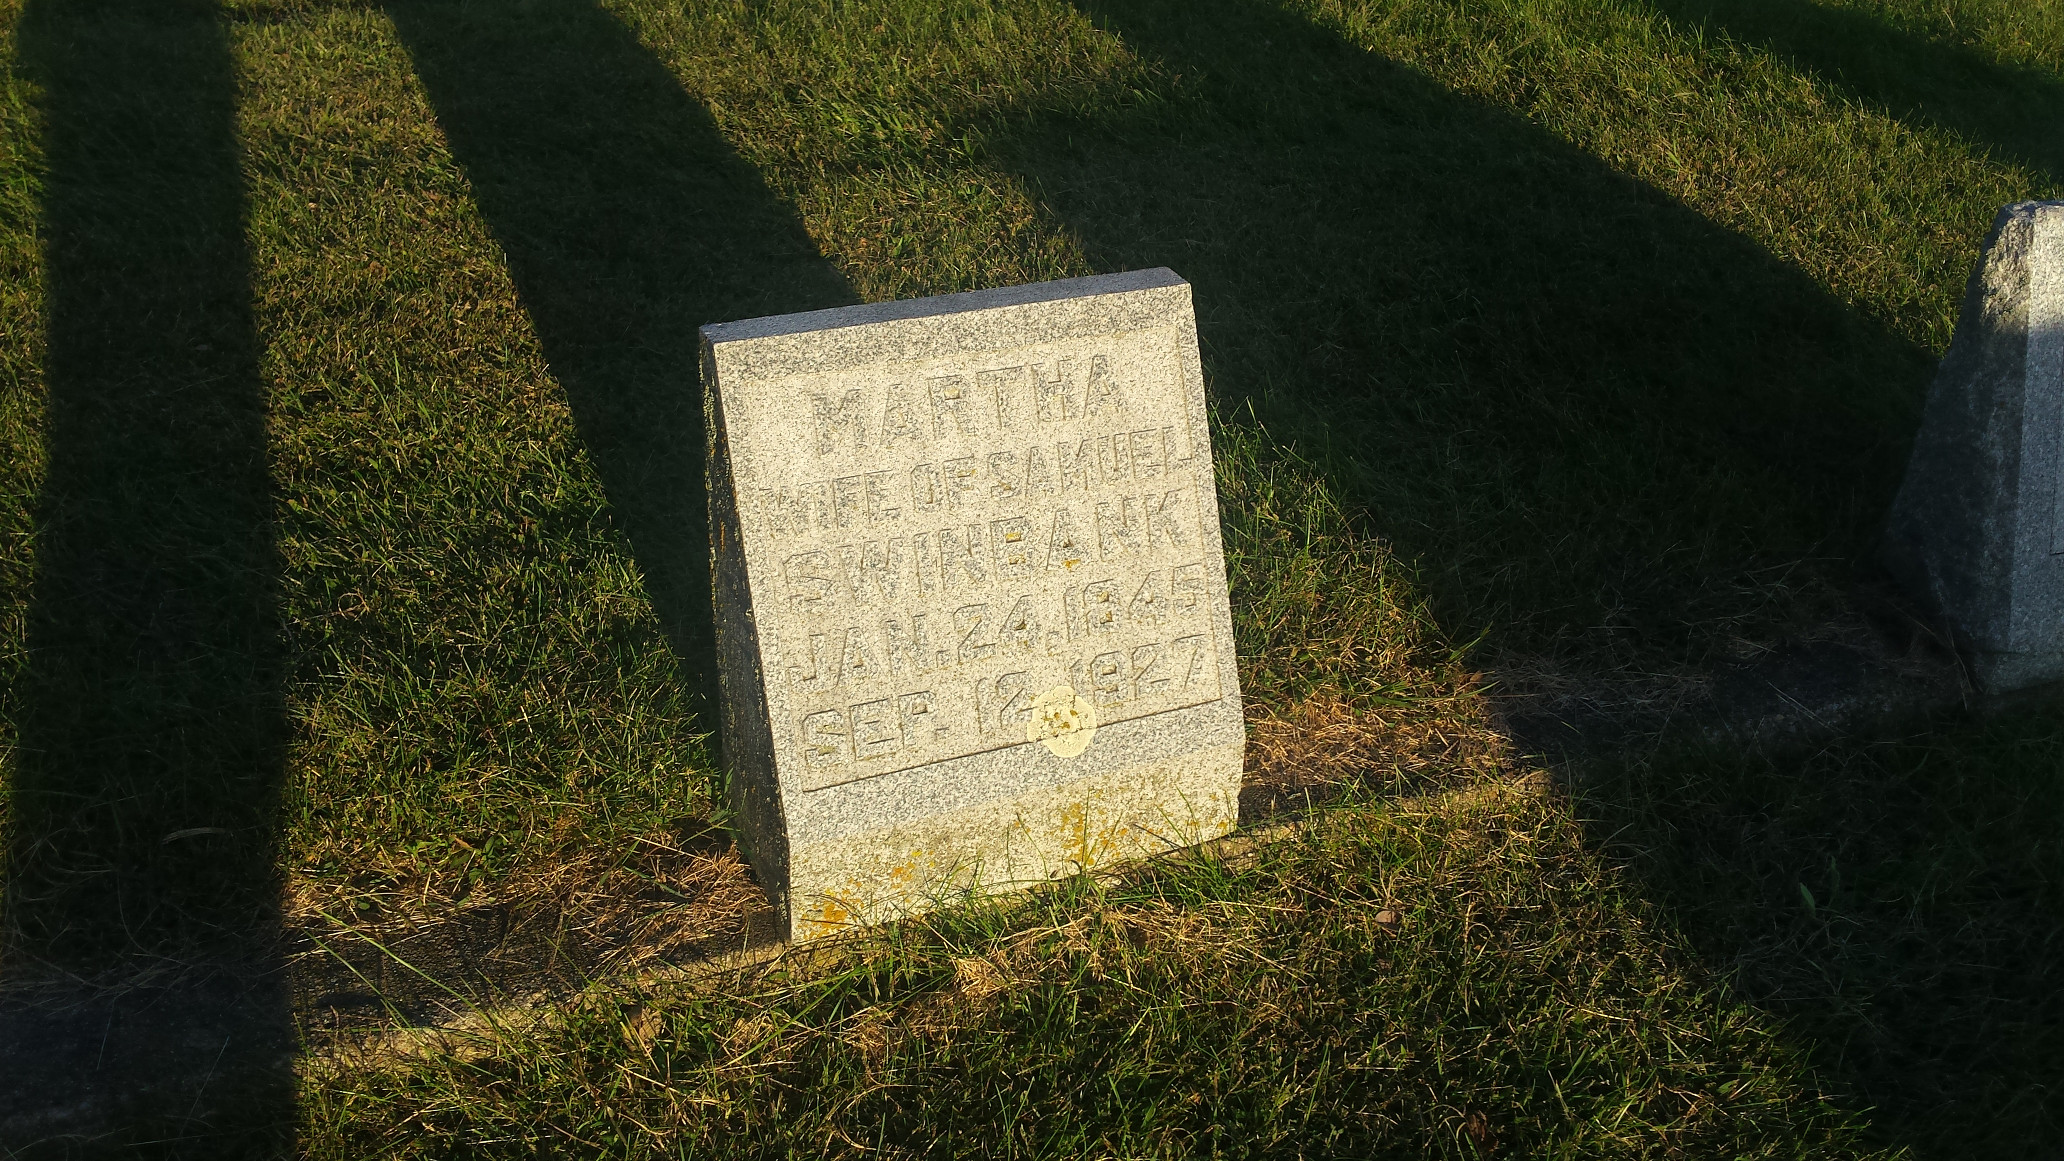 MARTHA
WIFE OF SAMUEL
SWINBANK
JAN. 24, 1845
SEP. 12, 1927